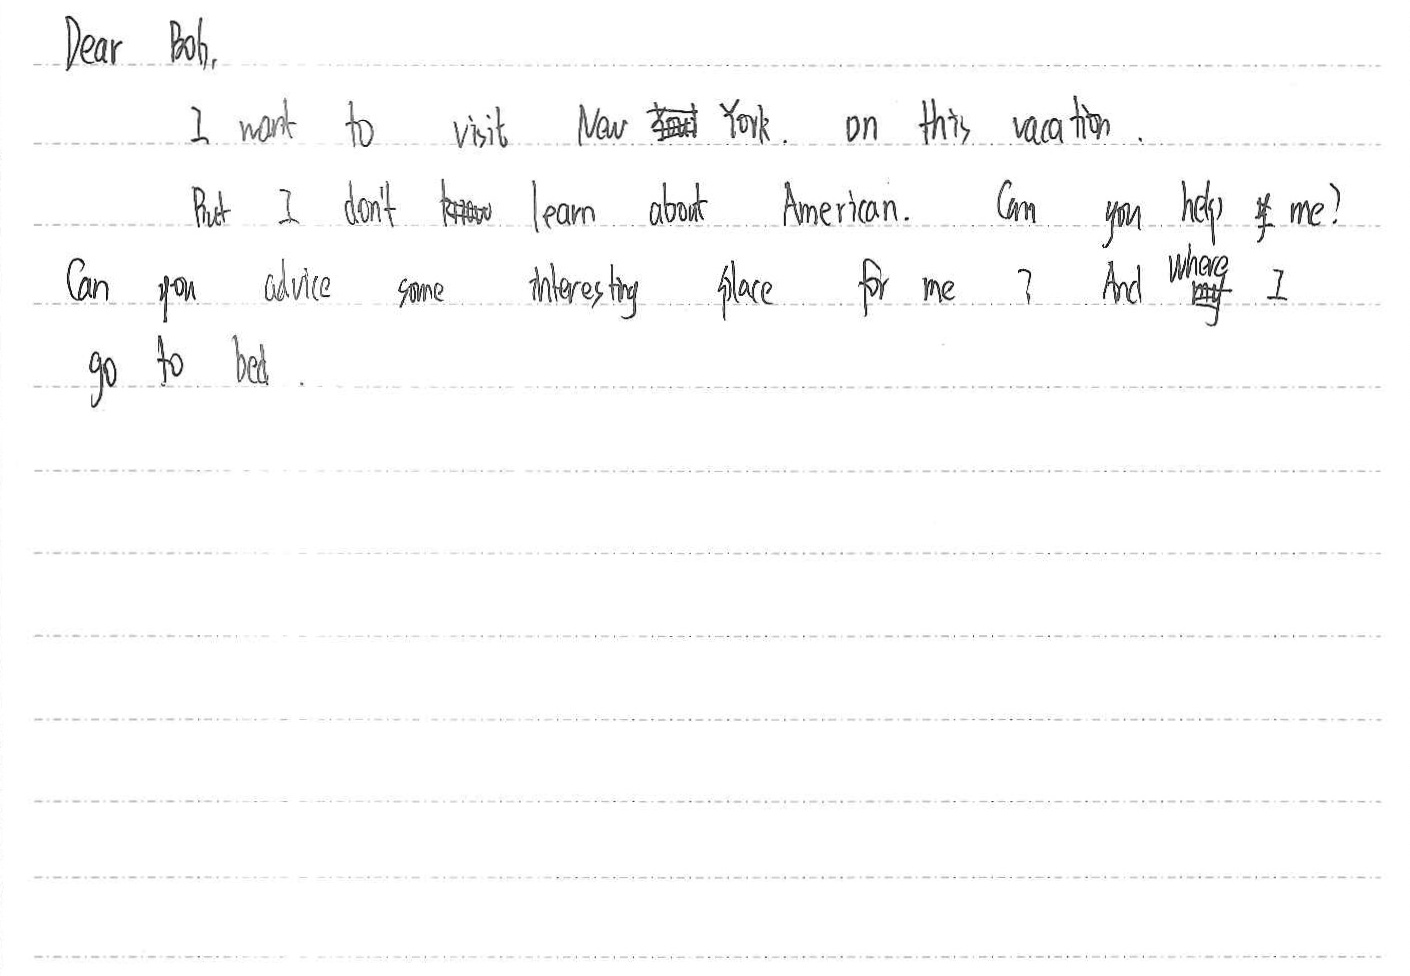 Dear Bob,
I want to visit New York. on this vacation.
But I don't learn about American. Can you help me?
Can you advice some interesting place for me? And where I
go to bed.